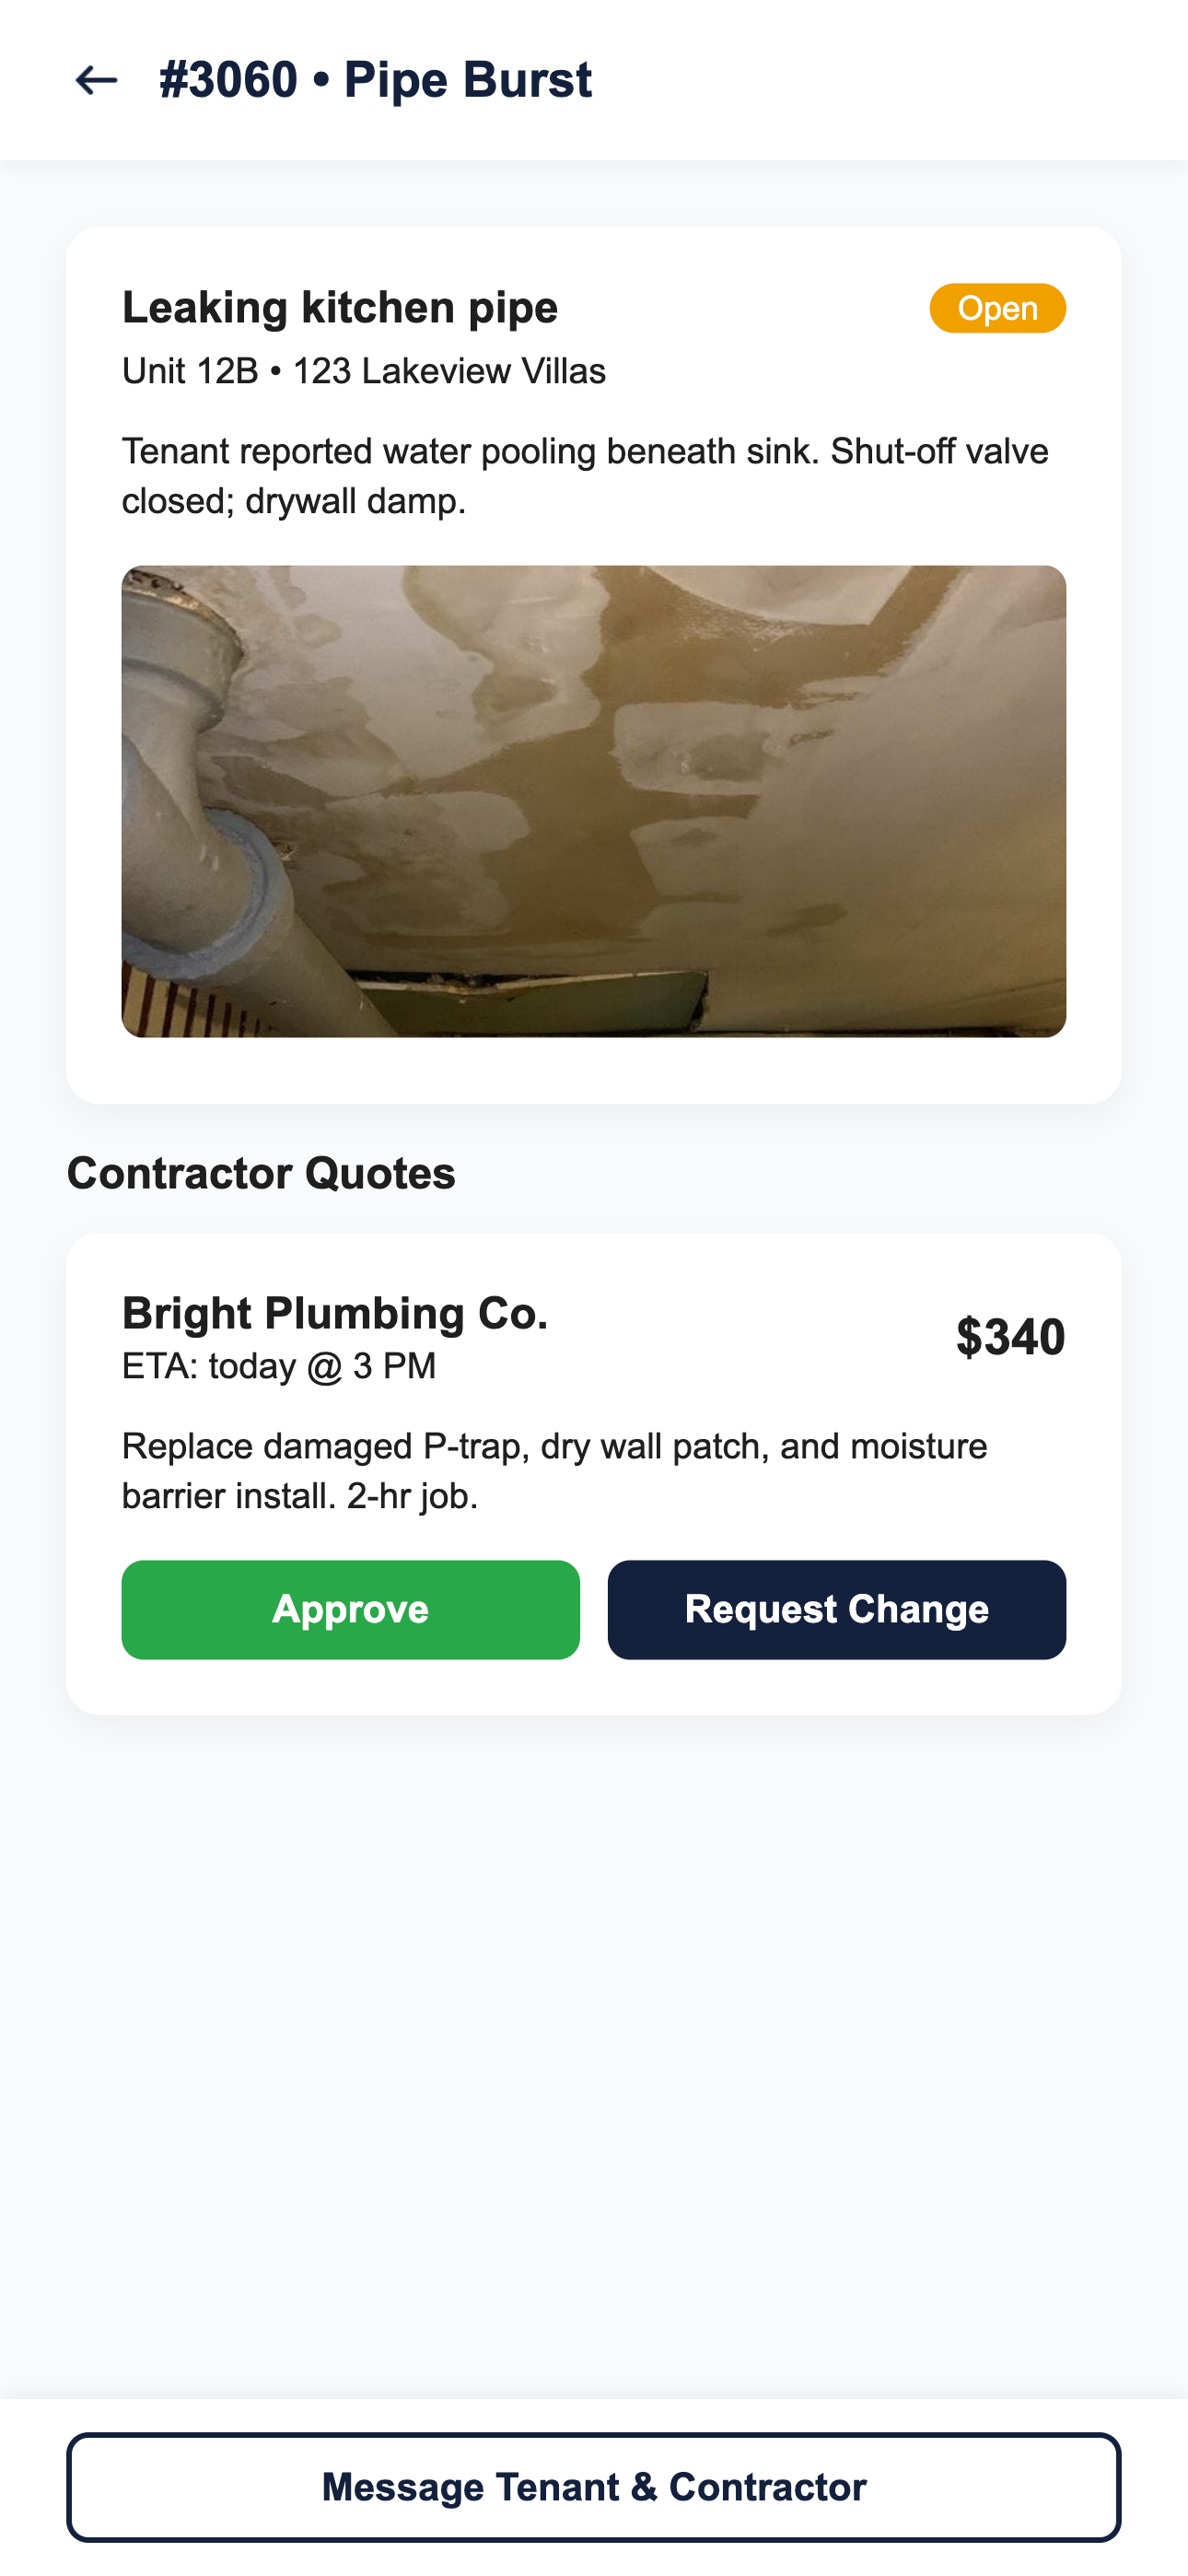 #3060 • Pipe Burst
Leaking kitchen pipe
Open
Unit 12B • 123 Lakeview Villas
Tenant reported water pooling beneath sink. Shut-off valve
closed; drywall damp.
Contractor Quotes
Bright Plumbing Co.
$340
ETA: today @ 3 PM
Replace damaged P-trap, dry wall patch, and moisture
barrier install. 2-hr job.
Approve
Request Change
Message Tenant & Contractor